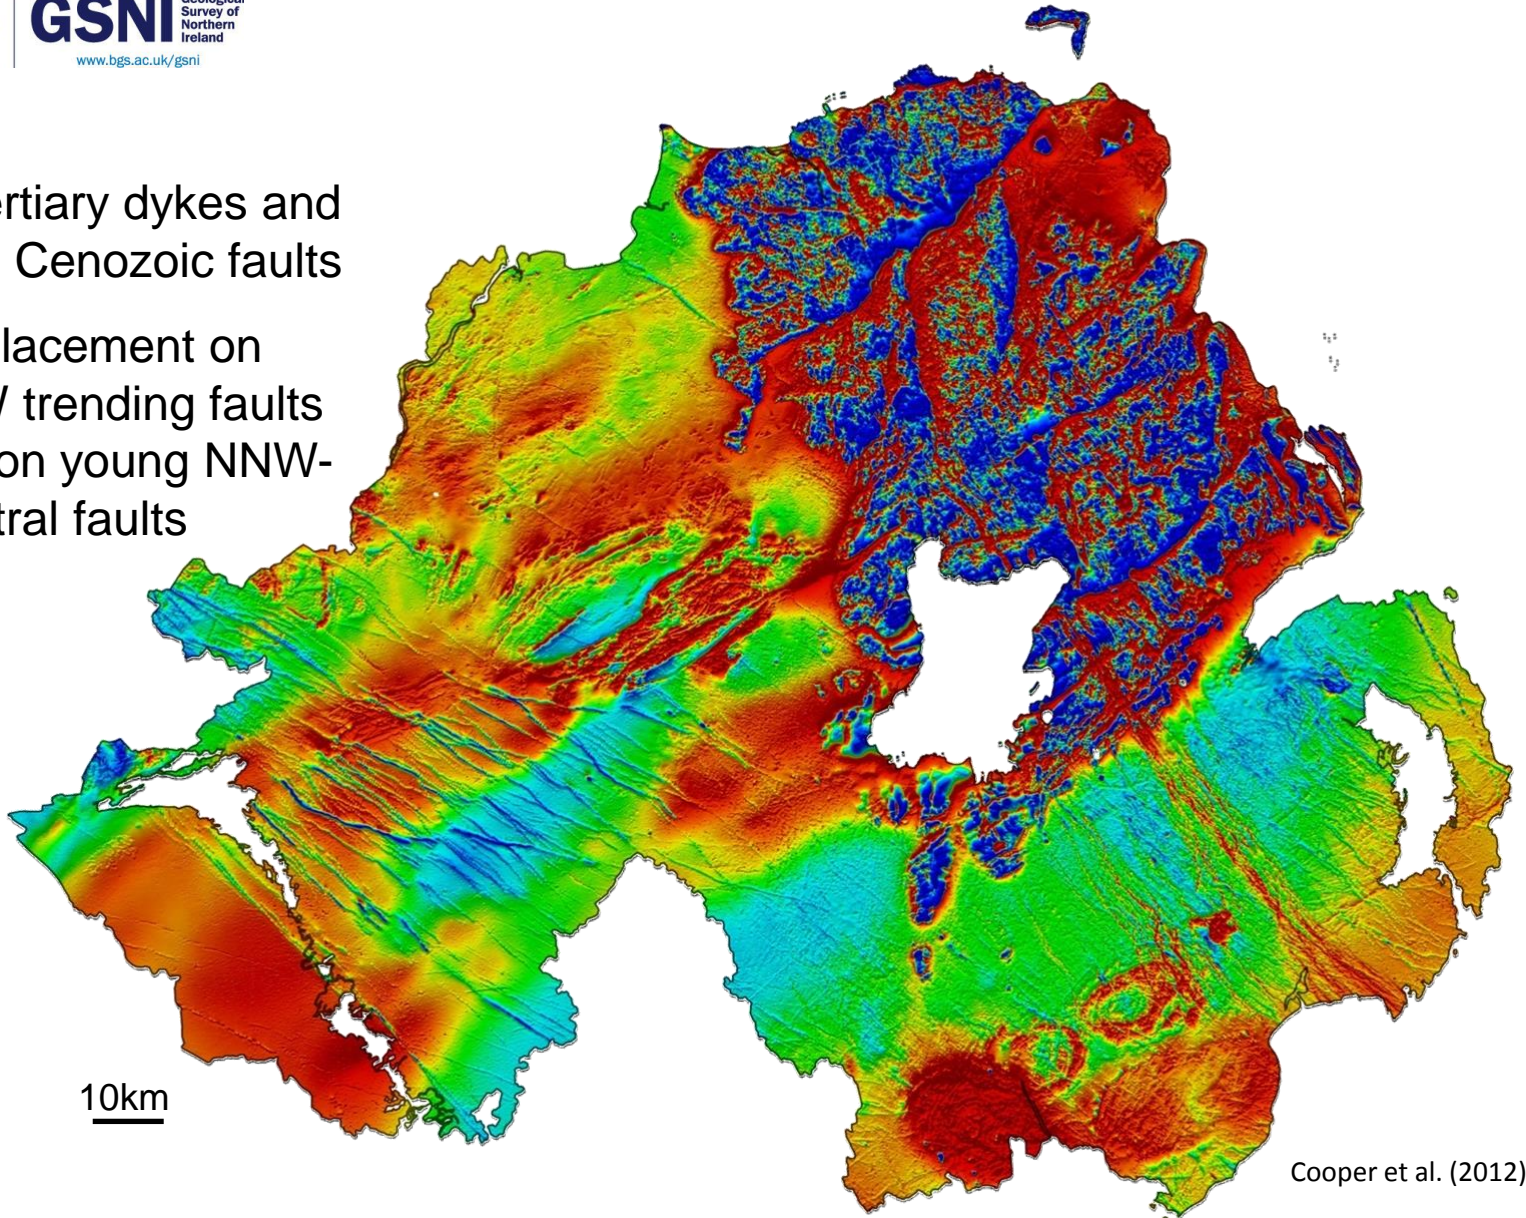 GSNI
Geological
Survey of
Northern
Ireland
www.bgs.ac.uk/gsni
ertiary dykes and
Cenozoic faults
lacement on
trending faults
on young NNW-
tral faults
10km
Cooper et al. (2012)